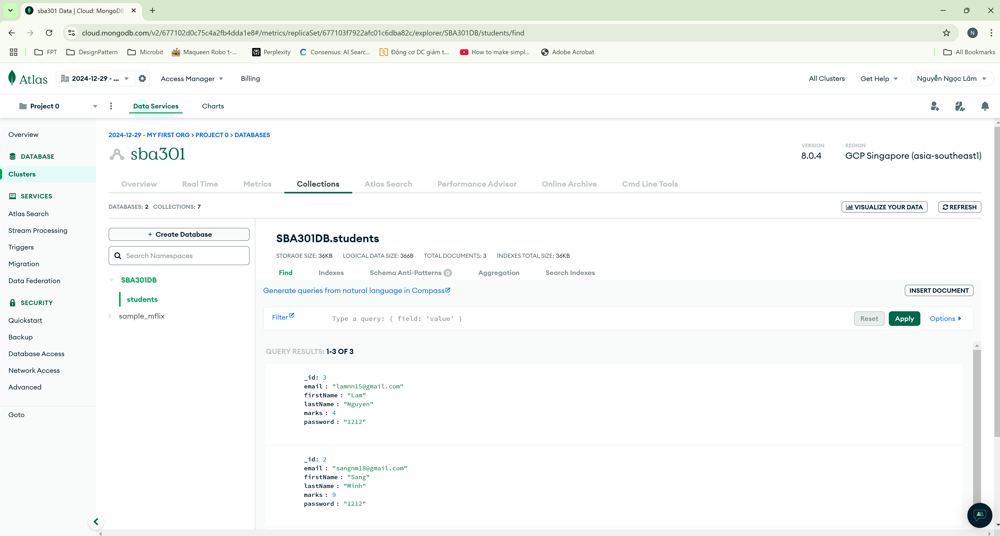 sba301 Data | Cloud: MongoDB
cloud.mongodb.com/v2/677102d0c75c4a2fb4dda1e8#/metrics/replicaSet/677103f7922afc01c6dba82c/explorer/SBA301DB/students/find
N
FPT DesignPattern Microbit Maqueen Robo t-... Perplexity Consensus: AI Searc... Động cơ DC giảm t... How to make simpl... Adobe Acrobat All Bookmarks
Atlas 2024-12-29 - ... Access Manager Billing All Clusters Get Help Nguyễn Ngọc Lâm
Project 0 Data Services Charts
Overview
DATABASE
Clusters
SERVICES
Atlas Search
Stream Processing
Triggers
Migration
Data Federation
SECURITY
Quickstart
Backup
Database Access
Network Access
Advanced
Goto
2024-12-29 - MY FIRST ORG > PROJECT 0 > DATABASES
sba301
VERSION
8.0.4
REGION
GCP Singapore (asia-southeast1)
Overview Real Time Metrics Collections Atlas Search Performance Advisor Online Archive Cmd Line Tools
DATABASES: 2 COLLECTIONS: 7
VISUALIZE YOUR DATA REFRESH
+ Create Database
Search Namespaces
SBA301DB
students
sample_mflix
SBA301DB.students
STORAGE SIZE: 36KB LOGICAL DATA SIZE: 366B TOTAL DOCUMENTS: 3 INDEXES TOTAL SIZE: 36KB
Find Indexes Schema Anti-Patterns 0 Aggregation Search Indexes
Generate queries from natural language in Compass
INSERT DOCUMENT
Filter Type a query: { field: 'value' } Reset Apply Options
QUERY RESULTS: 1-3 OF 3
_id: 3
email : "lamnn15@gmail.com"
firstName : "Lam"
lastName : "Nguyen"
marks : 4
password : "1212"
_id: 2
email : "sangnm18@gmail.com"
firstName : "Sang"
lastName : "Minh"
marks : 9
password : "1212"